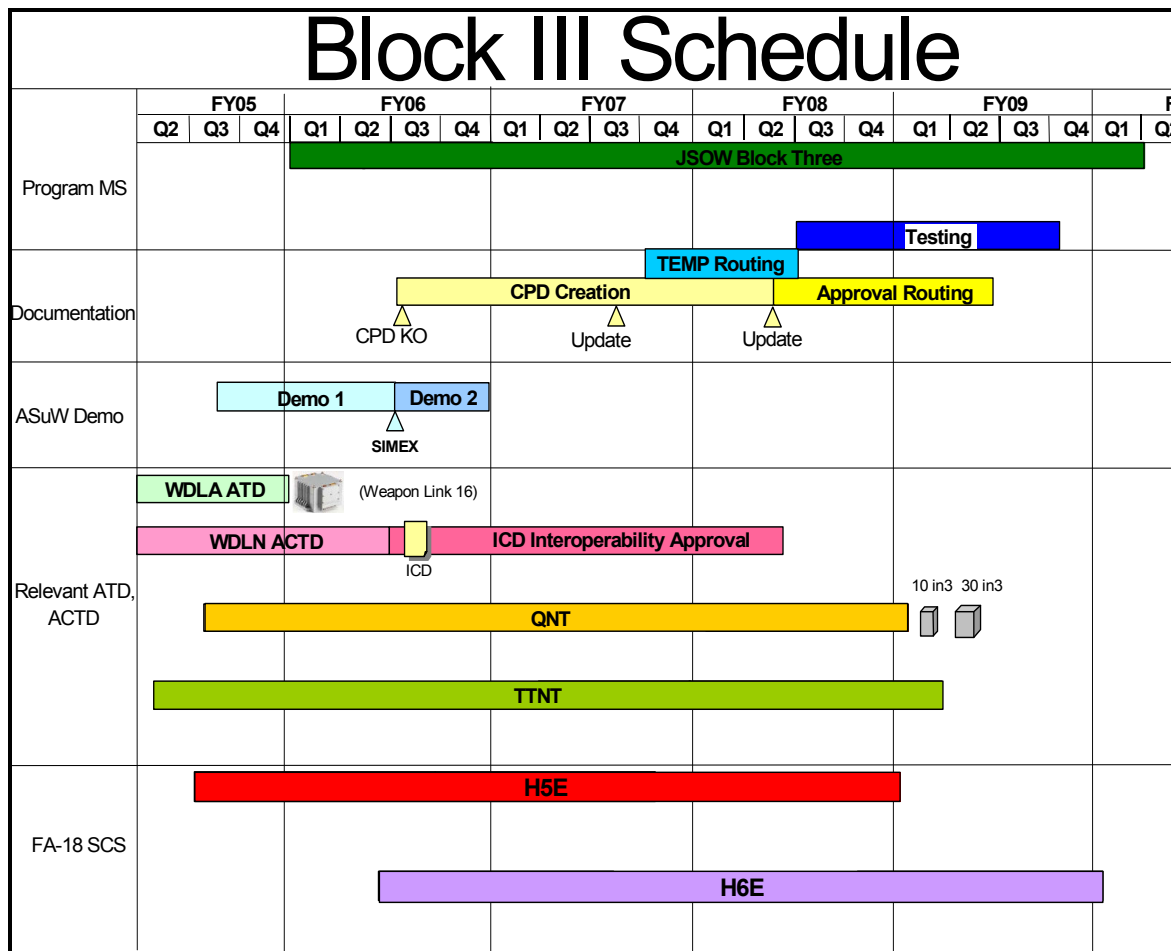 Block III Schedule
FY05 FY06 FY07 FY08 FY09 F
Q2 Q3 Q4 Q1 Q2 Q3 Q4 Q1 Q2 Q3 Q4 Q1 Q2 Q3 Q4 Q1 Q2 Q3 Q4 Q1 Q2
JSOW Block Three
Program MS
Testing
TEMP Routing
CPD Creation Approval Routing
Documentation
CPD KO Update Update
Demo 1 Demo 2
ASuW Demo
SIMEX
WDLA ATD (Weapon Link 16)
WDLN ACTD ICD Interoperability Approval
ICD
Relevant ATD,
ACTD
10 in3 30 in3
QNT
TTNT
H5E
FA-18 SCS
H6E